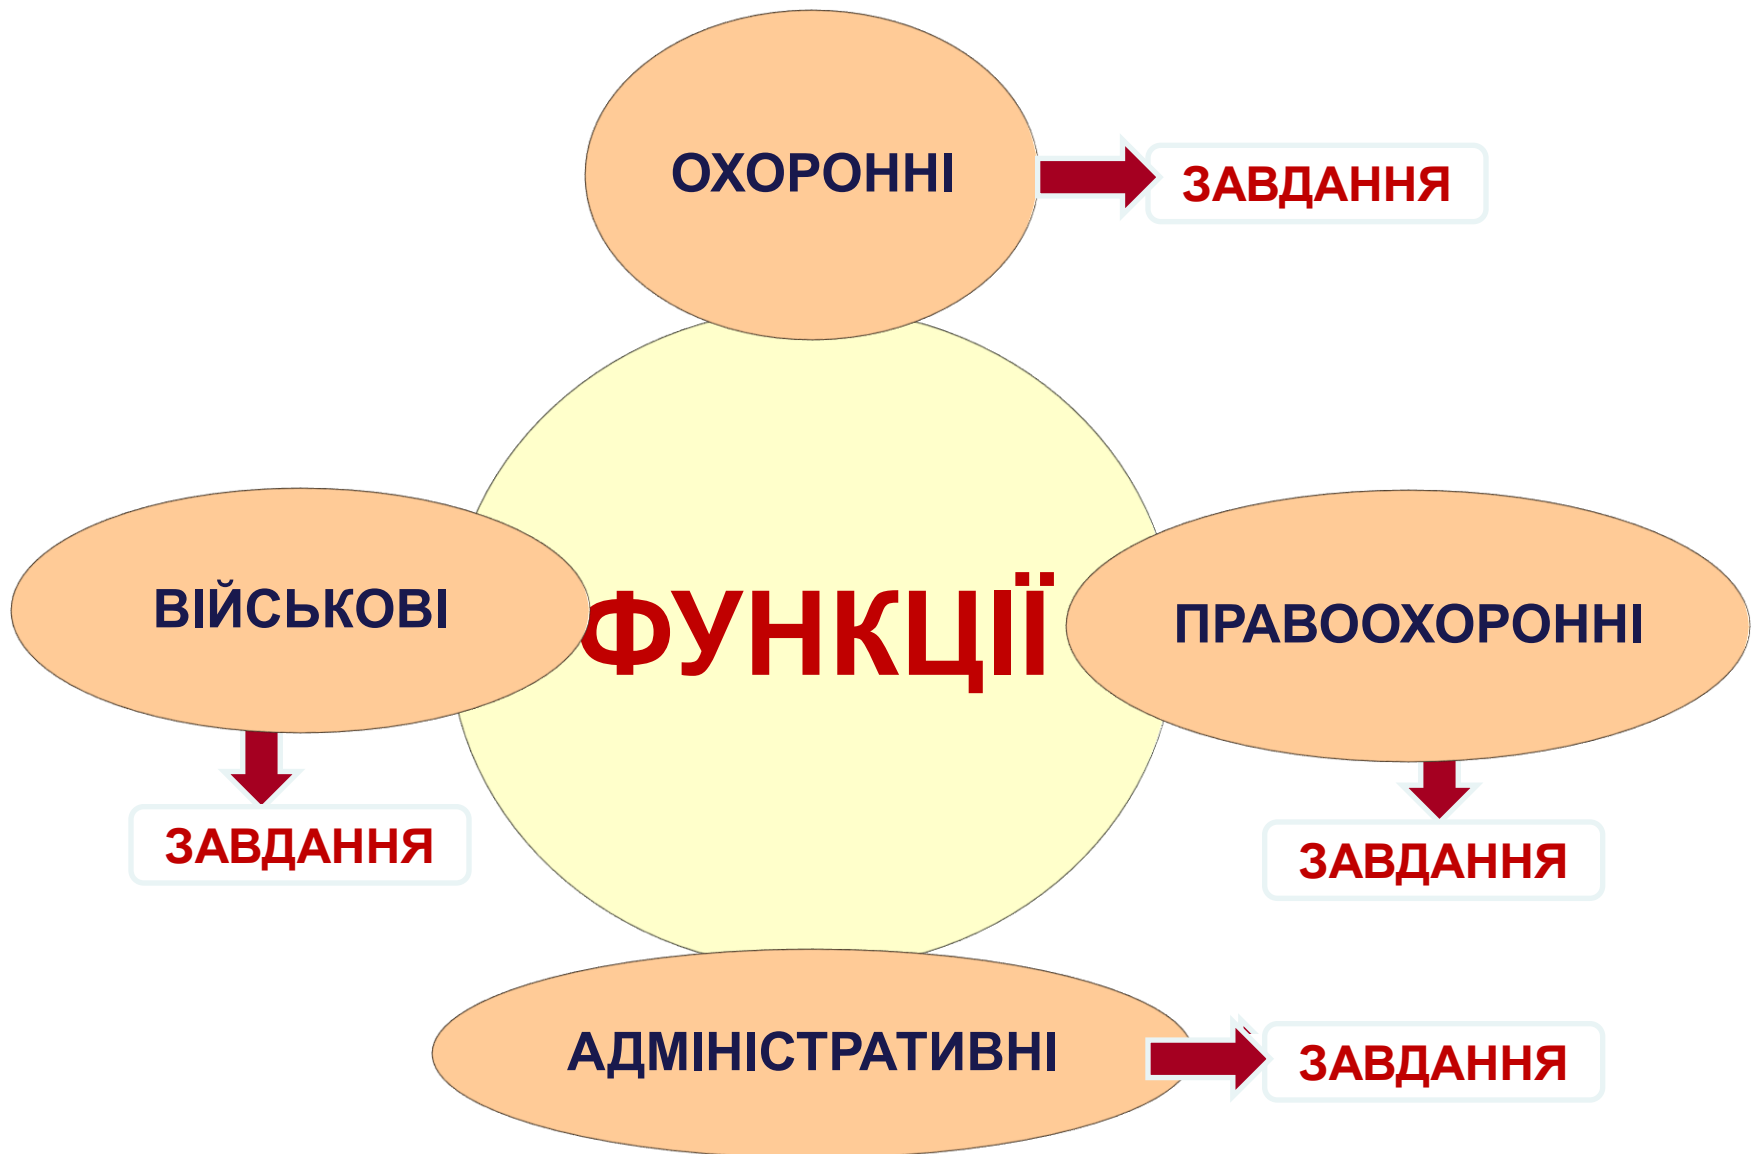 ОХОРОННІ
ЗАВДАННЯ
ВІЙСЬКОВІ
ФУНКЦІЇ
ПРАВООХОРОННІ
ЗАВДАННЯ
ЗАВДАННЯ
АДМІНІСТРАТИВНІ
ЗАВДАННЯ